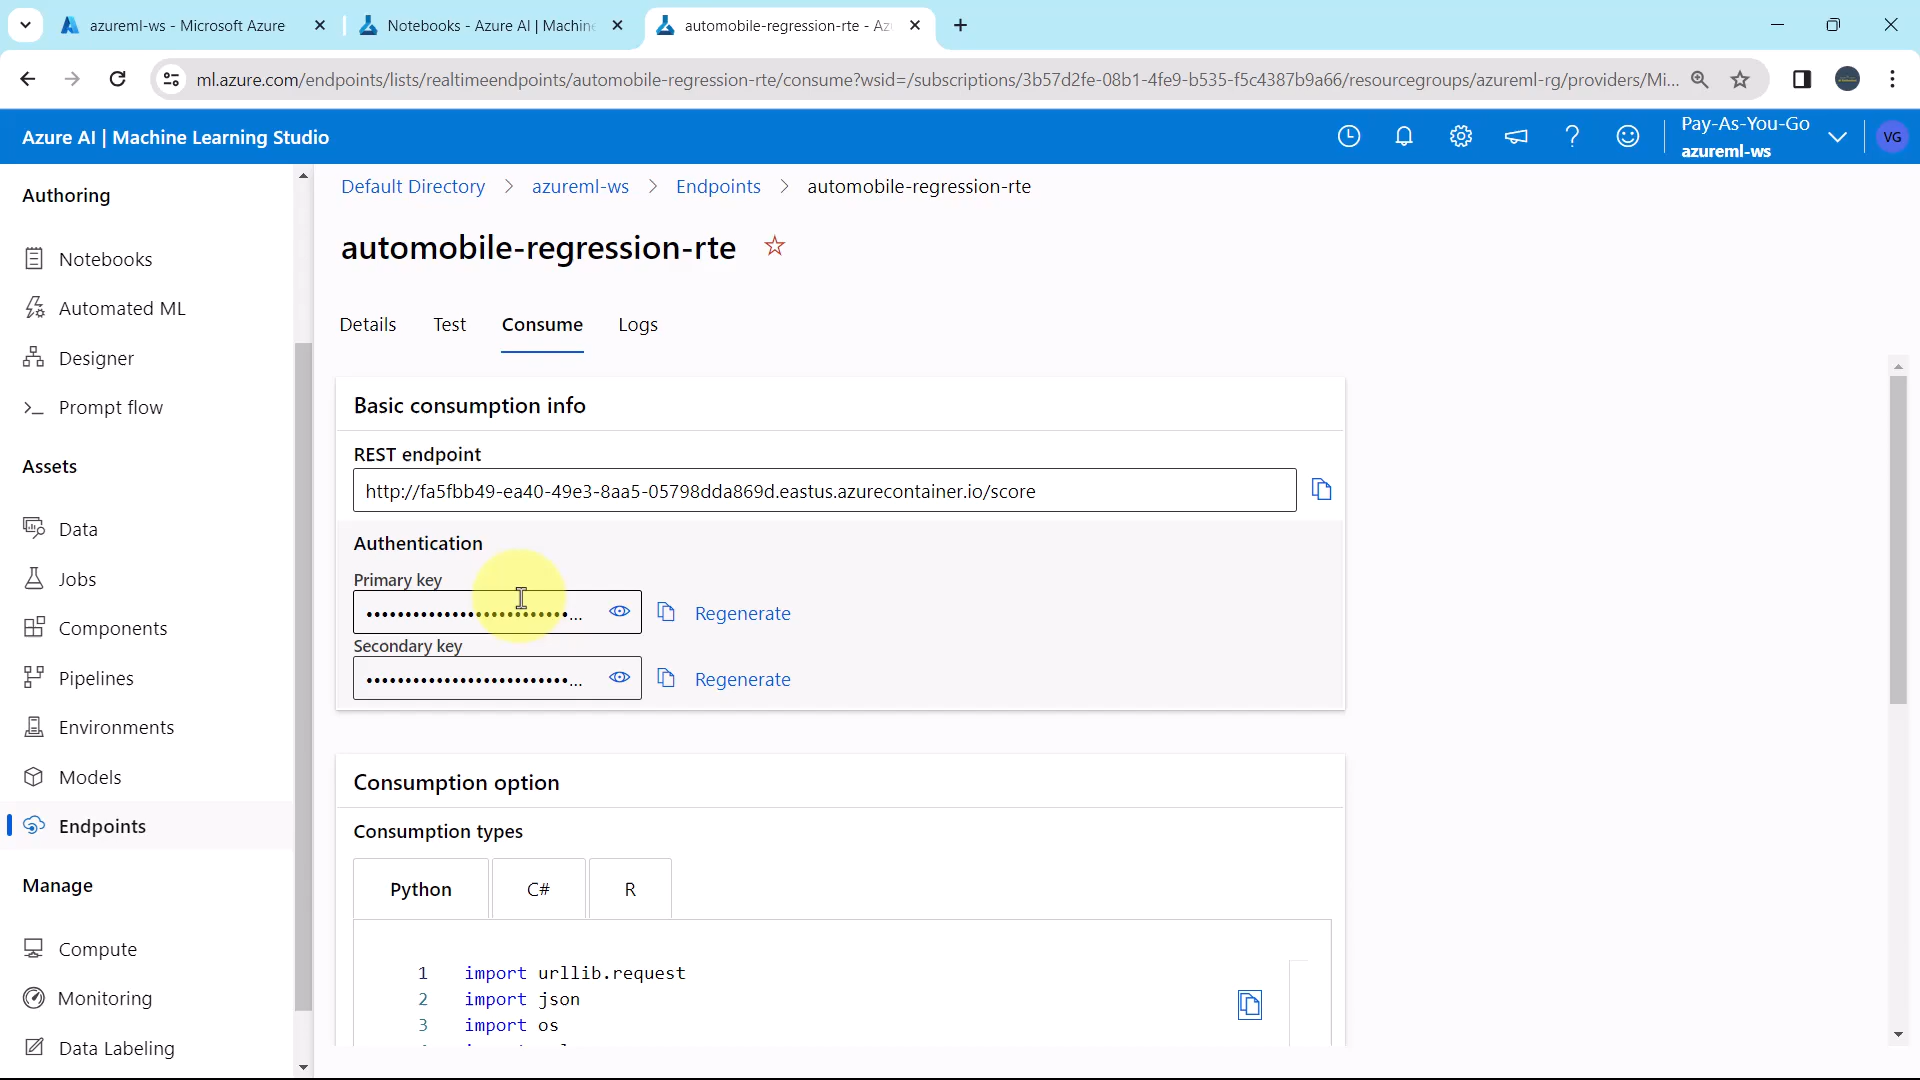 azureml-ws - Microsoft Azure
Notebooks - Azure AI | Machine
automobile-regression-rte - Az
ml.azure.com/endpoints/lists/realtimeendpoints/automobile-regression-rte/consume?wsid=/subscriptions/3b57d2fe-08b1-4fe9-b535-f5c4387b9a66/resourcegroups/azureml-rg/providers/Mi...
Azure AI | Machine Learning Studio
Pay-As-You-Go
azureml-ws
VG
Authoring
Notebooks
Automated ML
Designer
Prompt flow
Assets
Data
Jobs
Components
Pipelines
Environments
Models
Endpoints
Manage
Compute
Monitoring
Data Labeling
Default Directory > azureml-ws > Endpoints > automobile-regression-rte
automobile-regression-rte
Details Test Consume Logs
Basic consumption info
REST endpoint
http://fa5fbb49-ea40-49e3-8aa5-05798dda869d.eastus.azurecontainer.io/score
Authentication
Primary key
••••••••••••••••••••••••••... Regenerate
Secondary key
••••••••••••••••••••••••••... Regenerate
Consumption option
Consumption types
Python C# R
1 import urllib.request
2 import json
3 import os